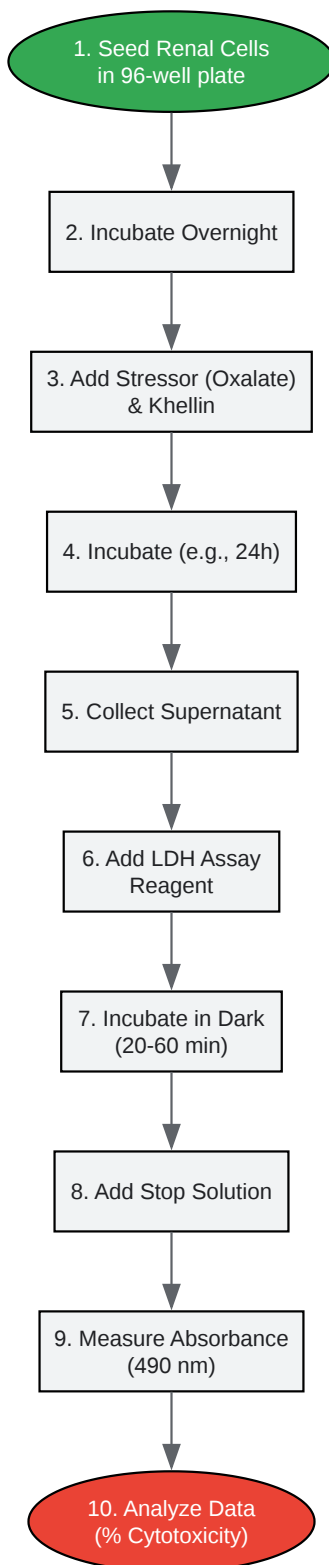 1. Seed Renal Cells
in 96-well plate
2. Incubate Overnight
3. Add Stressor (Oxalate)
& Khellin
4. Incubate (e.g., 24h)
5. Collect Supernatant
6. Add LDH Assay
Reagent
7. Incubate in Dark
(20-60 min)
8. Add Stop Solution
9. Measure Absorbance
(490 nm)
10. Analyze Data
(% Cytotoxicity)